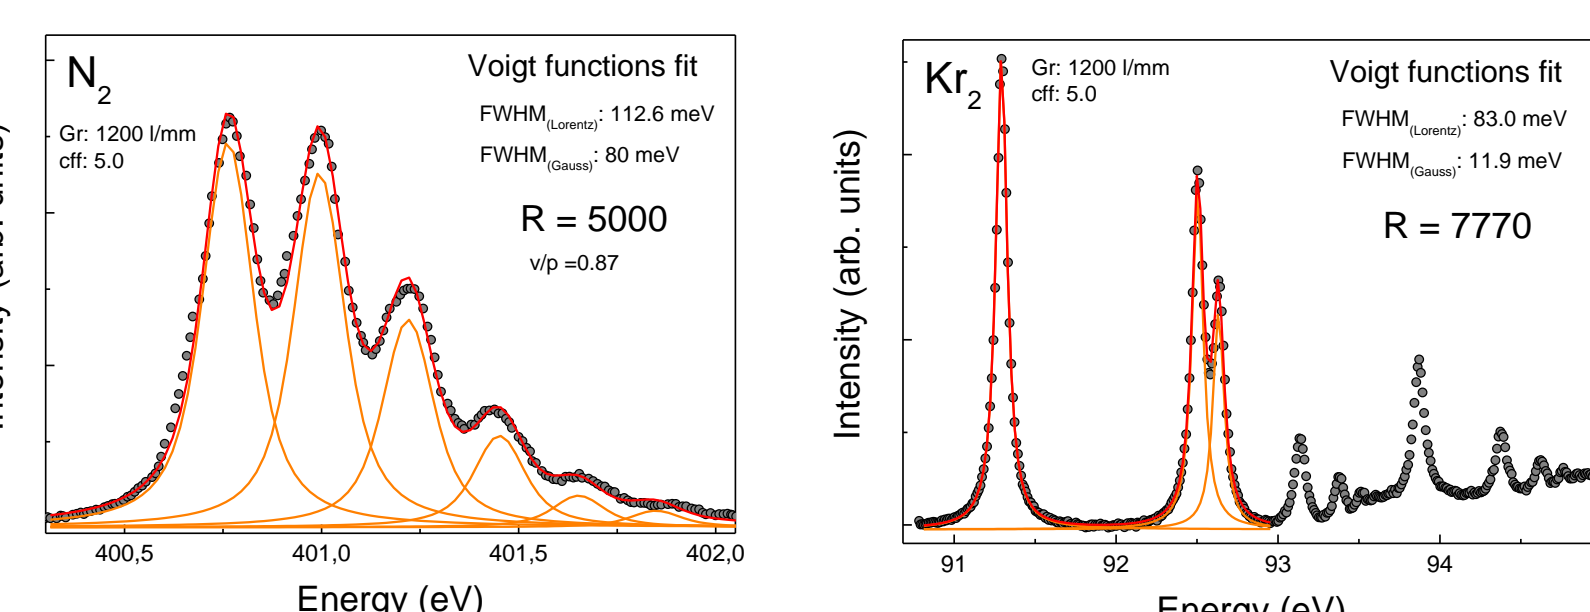 N2
Gr: 1200 l/mm
cff: 5.0
Voigt functions fit
FWHM(Lorentz): 112.6 meV
FWHM(Gauss): 80 meV
R = 5000
v/p =0.87
400,5 401,0 401,5 402,0
Energy (eV)
Intensity (arb. units)
Kr2
Gr: 1200 l/mm
cff: 5.0
Voigt functions fit
FWHM(Lorentz): 83.0 meV
FWHM(Gauss): 11.9 meV
R = 7770
91 92 93 94
Energy (eV)